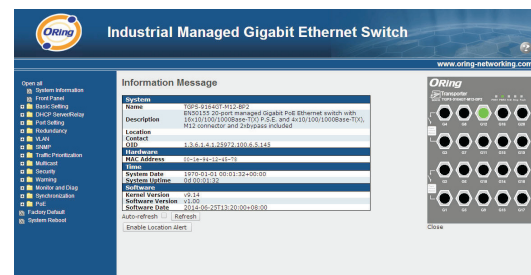 ORing
Industrial Managed Gigabit Ethernet Switch
www.oring-networking.com
Open all
System Information
Front Panel
Basic Setting
DHCP Server/Relay
Port Setting
Redundancy
VLAN
SNMP
Traffic Prioritization
Multicast
Security
Warning
Monitor and Diag
Synchronization
PoE
Factory Default
System Reboot
Information Message
System
Name TGPS-9164GT-M12-BP2
Description EN50155 20-port managed Gigabit PoE Ethernet switch with
16x10/100/1000Base-T(X) P.S.E. and 4x10/100/1000Base-T(X),
M12 connector and 2xbypass included
Location
Contact
OID 1.3.6.1.4.1.25972.100.6.5.145
Hardware
MAC Address 00-1e-94-12-45-78
Time
System Date 1970-01-01 00:01:32+00:00
System Uptime 0d 00:01:32
Software
Kernel Version v9.14
Software Version v1.00
Software Date 2014-06-25T13:20:00+08:00
Auto-refresh Refresh
Enable Location Alert
ORing
Transporter
Close